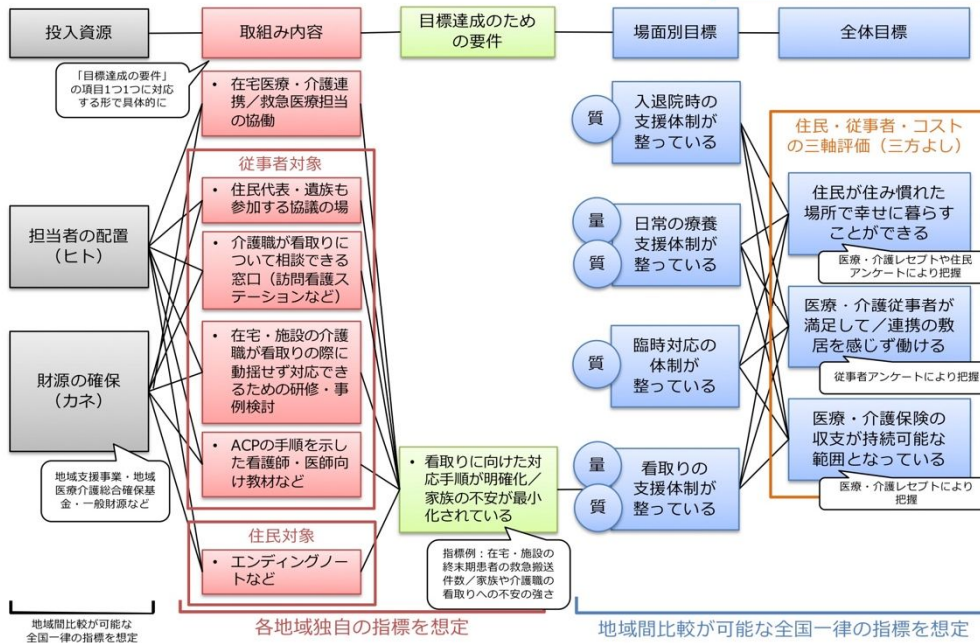 投入資源
取組み内容
目標達成のため
の要件
場面別目標
全体目標
「目標達成の要件」
の項目1つ1つに対応
する形で具体的に
• 在宅医療・介護連
携／救急医療担当
の協働
従事者対象
• 住民代表・遺族も
参加する協議の場
• 介護職が看取りに
ついて相談できる
窓口（訪問看護ス
テーションなど）
• 在宅・施設の介護
職が看取りの際に
動揺せず対応でき
るための研修・事
例検討
• ACPの手順を示し
た看護師・医師向
け教材など
住民対象
• エンディングノ
ートなど
担当者の配置
（ヒト）
財源の確保
（カネ）
地域支援事業・地域
医療介護総合確保基
金・一般財源など
• 看取りに向けた対
応手順が明確化／
家族の不安が最小
化されている
指標例：在宅・施設の
終末期患者の救急搬送
件数／家族や介護職の
看取りへの不安の強さ
質
入退院時の
支援体制が
整っている
量
質
日常の療養
支援体制が
整っている
質
臨時対応の
体制が
整っている
量
質
看取りの
支援体制が
整っている
住民・従事者・コスト
の三軸評価（三方よし）
住民が住み慣れた
場所で幸せに暮らす
ことができる
医療・介護レセプトや住民
アンケートにより把握
医療・介護従事者が
満足して／連携の敷
居を感じず働ける
従事者アンケートにより把握
医療・介護保険の
収支が持続可能な
範囲となっている
医療・介護レセプトにより
把握
地域間比較が可能な
全国一律の指標を想定
各地域独自の指標を想定
地域間比較が可能な全国一律の指標を想定